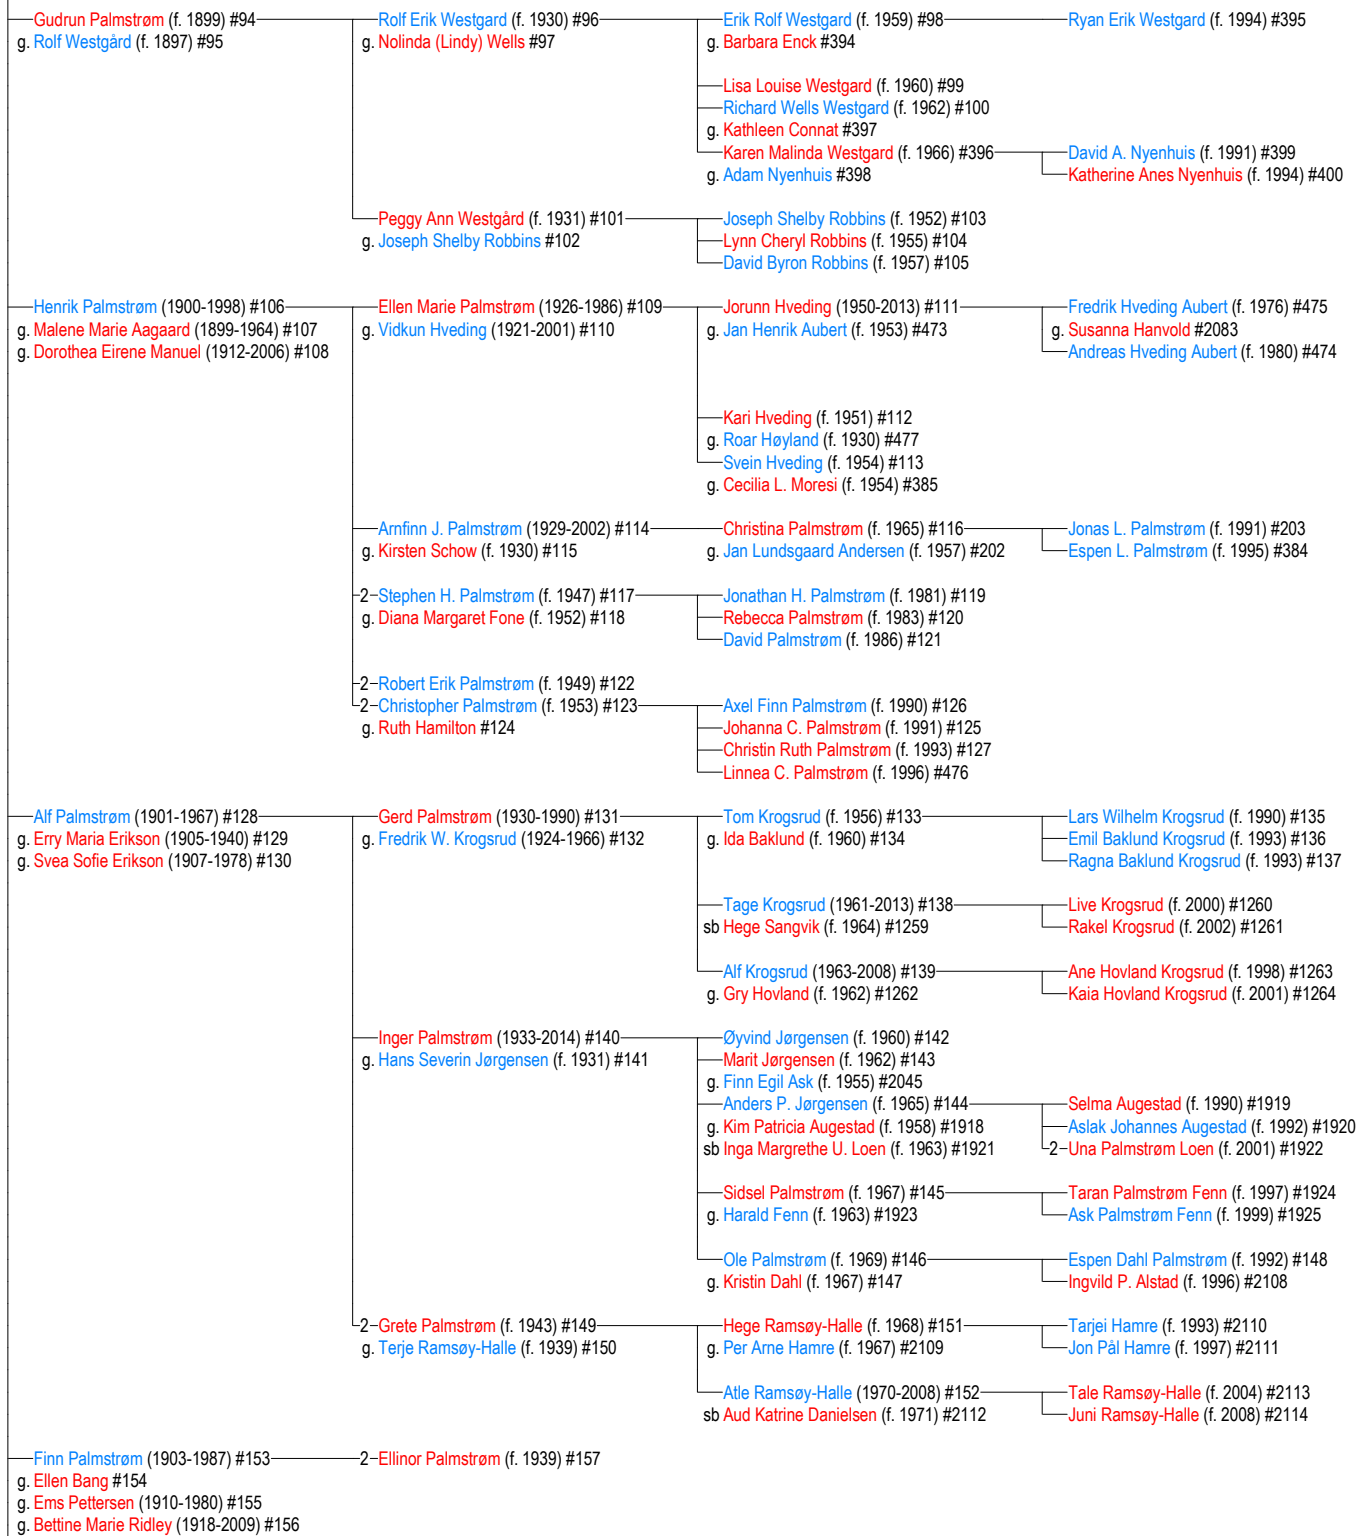 Gudrun Palmstrøm (f. 1899) #94 Rolf Erik Westgard (f. 1930) #96 Erik Rolf Westgard (f. 1959) #98 Ryan Erik Westgard (f. 1994) #395
g. Rolf Westgård (f. 1897) #95 g. Nolinda (Lindy) Wells #97 g. Barbara Enck #394
Lisa Louise Westgard (f. 1960) #99
Richard Wells Westgard (f. 1962) #100
g. Kathleen Connat #397
Karen Malinda Westgard (f. 1966) #396 David A. Nyenhuis (f. 1991) #399
g. Adam Nyenhuis #398 Katherine Anes Nyenhuis (f. 1994) #400
Peggy Ann Westgård (f. 1931) #101 Joseph Shelby Robbins (f. 1952) #103
g. Joseph Shelby Robbins #102 Lynn Cheryl Robbins (f. 1955) #104
David Byron Robbins (f. 1957) #105
Henrik Palmstrøm (1900-1998) #106 Ellen Marie Palmstrøm (1926-1986) #109 Jorunn Hveding (1950-2013) #111 Fredrik Hveding Aubert (f. 1976) #475
g. Malene Marie Aagaard (1899-1964) #107 g. Vidkun Hveding (1921-2001) #110 g. Jan Henrik Aubert (f. 1953) #473 g. Susanna Hanvold #2083
g. Dorothea Eirene Manuel (1912-2006) #108 Andreas Hveding Aubert (f. 1980) #474
Kari Hveding (f. 1951) #112
g. Roar Høyland (f. 1930) #477
Svein Hveding (f. 1954) #113
g. Cecilia L. Moresi (f. 1954) #385
Arnfinn J. Palmstrøm (1929-2002) #114 Christina Palmstrøm (f. 1965) #116 Jonas L. Palmstrøm (f. 1991) #203
g. Kirsten Schow (f. 1930) #115 g. Jan Lundsgaard Andersen (f. 1957) #202 Espen L. Palmstrøm (f. 1995) #384
2 Stephen H. Palmstrøm (f. 1947) #117 Jonathan H. Palmstrøm (f. 1981) #119
g. Diana Margaret Fone (f. 1952) #118 Rebecca Palmstrøm (f. 1983) #120
David Palmstrøm (f. 1986) #121
2 Robert Erik Palmstrøm (f. 1949) #122
2 Christopher Palmstrøm (f. 1953) #123 Axel Finn Palmstrøm (f. 1990) #126
g. Ruth Hamilton #124 Johanna C. Palmstrøm (f. 1991) #125
Christin Ruth Palmstrøm (f. 1993) #127
Linnea C. Palmstrøm (f. 1996) #476
Alf Palmstrøm (1901-1967) #128 Gerd Palmstrøm (1930-1990) #131 Tom Krogsrud (f. 1956) #133 Lars Wilhelm Krogsrud (f. 1990) #135
g. Erry Maria Erikson (1905-1940) #129 g. Fredrik W. Krogsrud (1924-1966) #132 g. Ida Baklund (f. 1960) #134 Emil Baklund Krogsrud (f. 1993) #136
g. Svea Sofie Erikson (1907-1978) #130 Ragna Baklund Krogsrud (f. 1993) #137
Tage Krogsrud (1961-2013) #138 Live Krogsrud (f. 2000) #1260
sb Hege Sangvik (f. 1964) #1259 Rakel Krogsrud (f. 2002) #1261
Alf Krogsrud (1963-2008) #139 Ane Hovland Krogsrud (f. 1998) #1263
g. Gry Hovland (f. 1962) #1262 Kaia Hovland Krogsrud (f. 2001) #1264
Inger Palmstrøm (1933-2014) #140 Øyvind Jørgensen (f. 1960) #142
g. Hans Severin Jørgensen (f. 1931) #141 Marit Jørgensen (f. 1962) #143
g. Finn Egil Ask (f. 1955) #2045
Anders P. Jørgensen (f. 1965) #144 Selma Augestad (f. 1990) #1919
g. Kim Patricia Augestad (f. 1958) #1918 Aslak Johannes Augestad (f. 1992) #1920
sb Inga Margrethe U. Loen (f. 1963) #1921 2 Una Palmstrøm Loen (f. 2001) #1922
Sidsel Palmstrøm (f. 1967) #145 Taran Palmstrøm Fenn (f. 1997) #1924
g. Harald Fenn (f. 1963) #1923 Ask Palmstrøm Fenn (f. 1999) #1925
Ole Palmstrøm (f. 1969) #146 Espen Dahl Palmstrøm (f. 1992) #148
g. Kristin Dahl (f. 1967) #147 Ingvild P. Alstad (f. 1996) #2108
2 Grete Palmstrøm (f. 1943) #149 Hege Ramsøy-Halle (f. 1968) #151 Tarjei Hamre (f. 1993) #2110
g. Terje Ramsøy-Halle (f. 1939) #150 g. Per Arne Hamre (f. 1967) #2109 Jon Pål Hamre (f. 1997) #2111
Atle Ramsøy-Halle (1970-2008) #152 Tale Ramsøy-Halle (f. 2004) #2113
sb Aud Katrine Danielsen (f. 1971) #2112 Juni Ramsøy-Halle (f. 2008) #2114
Finn Palmstrøm (1903-1987) #153 2 Ellinor Palmstrøm (f. 1939) #157
g. Ellen Bang #154
g. Ems Pettersen (1910-1980) #155
g. Bettine Marie Ridley (1918-2009) #156